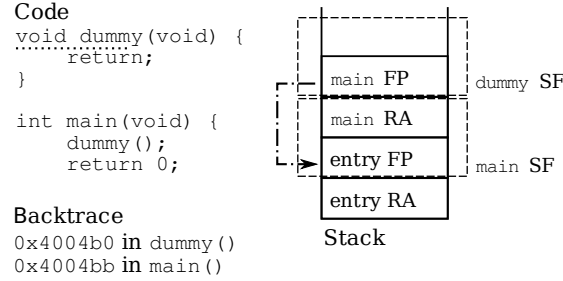 Code
void dummy(void) {
return;
}
int main(void) {
dummy();
return 0;
Backtrace
0x4004b0 in dummy()
0x4004bb in main()
main FP
main RA
entry FP
entry RA
Stack
dummy SF
main SF